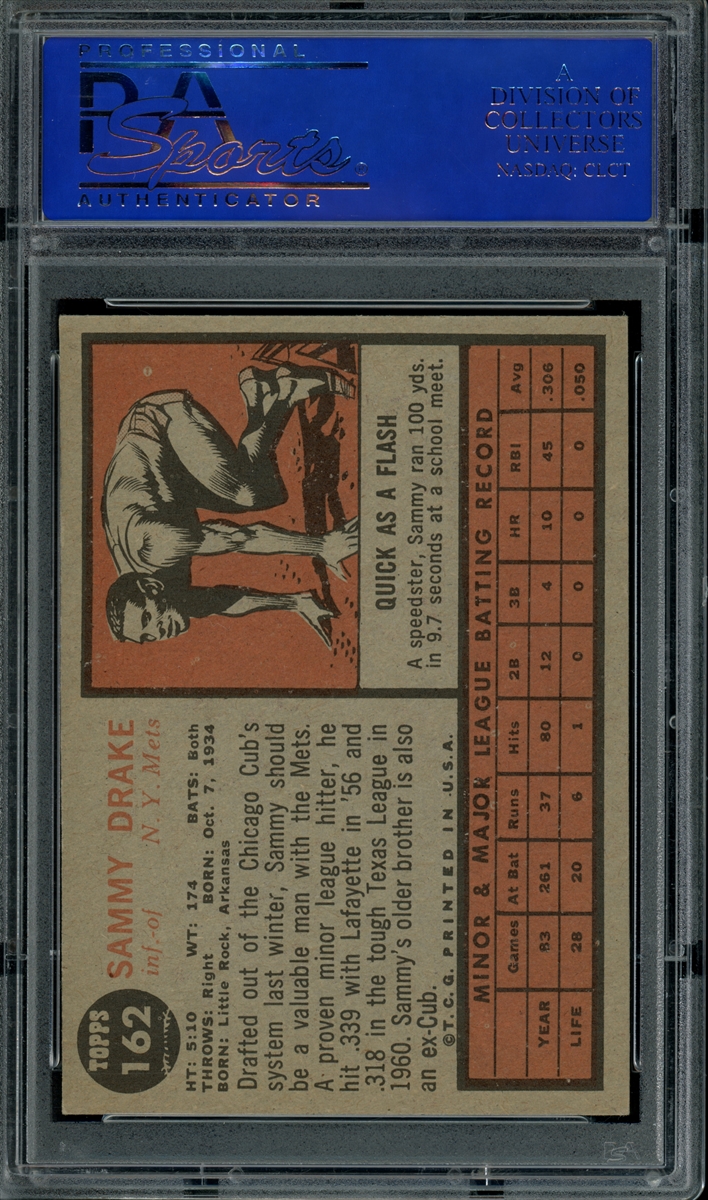 PROFESSIONAL
PSA
Sports®
AUTHENTICATOR
A
DIVISION OF
COLLECTORS
UNIVERSE
NASDAQ: CLCT
TOPPS
162
SAMMY DRAKE
inf.-of N. Y. Mets
HT: 5:10 WT: 174 BATS: Both
THROWS: Right BORN: Oct. 7, 1934
BORN: Little Rock, Arkansas
Drafted out of the Chicago Cub's
system last winter, Sammy should
be a valuable man with the Mets.
A proven minor league hitter, he
hit .339 with Lafayette in '56 and
.318 in the tough Texas League in
1960. Sammy's older brother is also
an ex-Cub.
©T.C.G. PRINTED IN U.S.A.
QUICK AS A FLASH
A speedster, Sammy ran 100 yds.
in 9.7 seconds at a school meet.
MINOR & MAJOR LEAGUE BATTING RECORD
Games At Bat Runs Hits 2B 3B HR RBI Avg
YEAR 83 261 37 80 12 4 10 45 .306
LIFE 28 20 6 1 0 0 0 0 .050